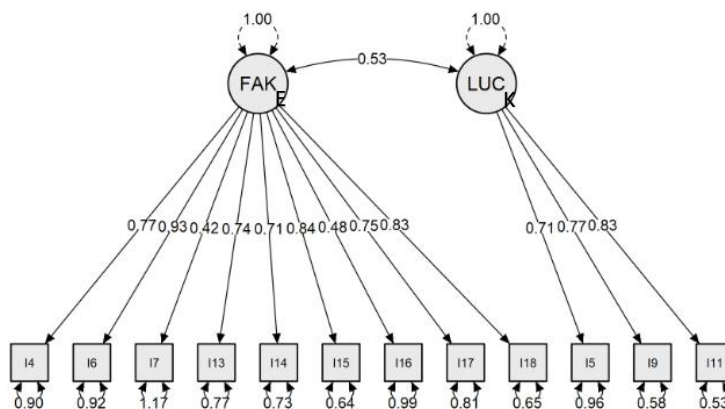 1.00 1.00
0.53
FAK LUC
E K
0.77 0.93 0.42 0.74 0.71 0.84 0.48 0.75 0.83 0.71 0.77 0.83
I4 I6 I7 I13 I14 I15 I16 I17 I18 I5 I9 I11
0.90 0.92 1.17 0.77 0.73 0.64 0.99 0.81 0.65 0.96 0.58 0.53